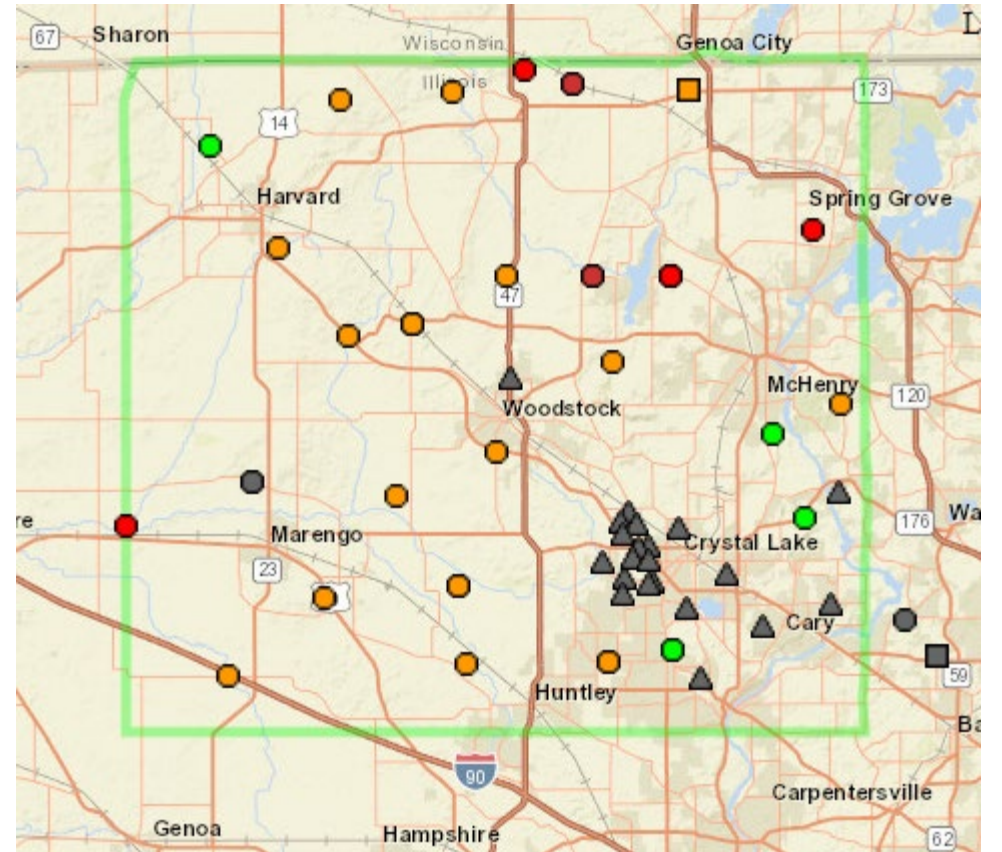 67
Sharon
Wisconsin
Genoa City
L
Illinois
173
14
Harvard
Spring Grove
47
McHenry
120
Woodstock
re
Marengo
Crystal Lake
176
Wa
23
Cary
59
Huntley
Ba
90
Carpentersville
Genoa
Hampshire
62